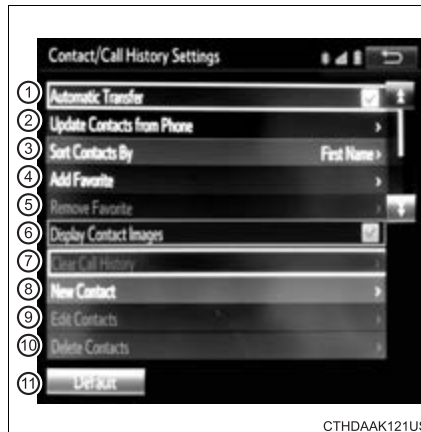 Contact/Call History Settings
1 Automatic Transfer
2 Update Contacts from Phone
3 Sort Contacts By First Name
4 Add Favorite
5 Remove Favorite
6 Display Contact Images
7 Clear Call History
8 New Contact
9 Edit Contacts
10 Delete Contacts
11 Default
CTHDAAK121US